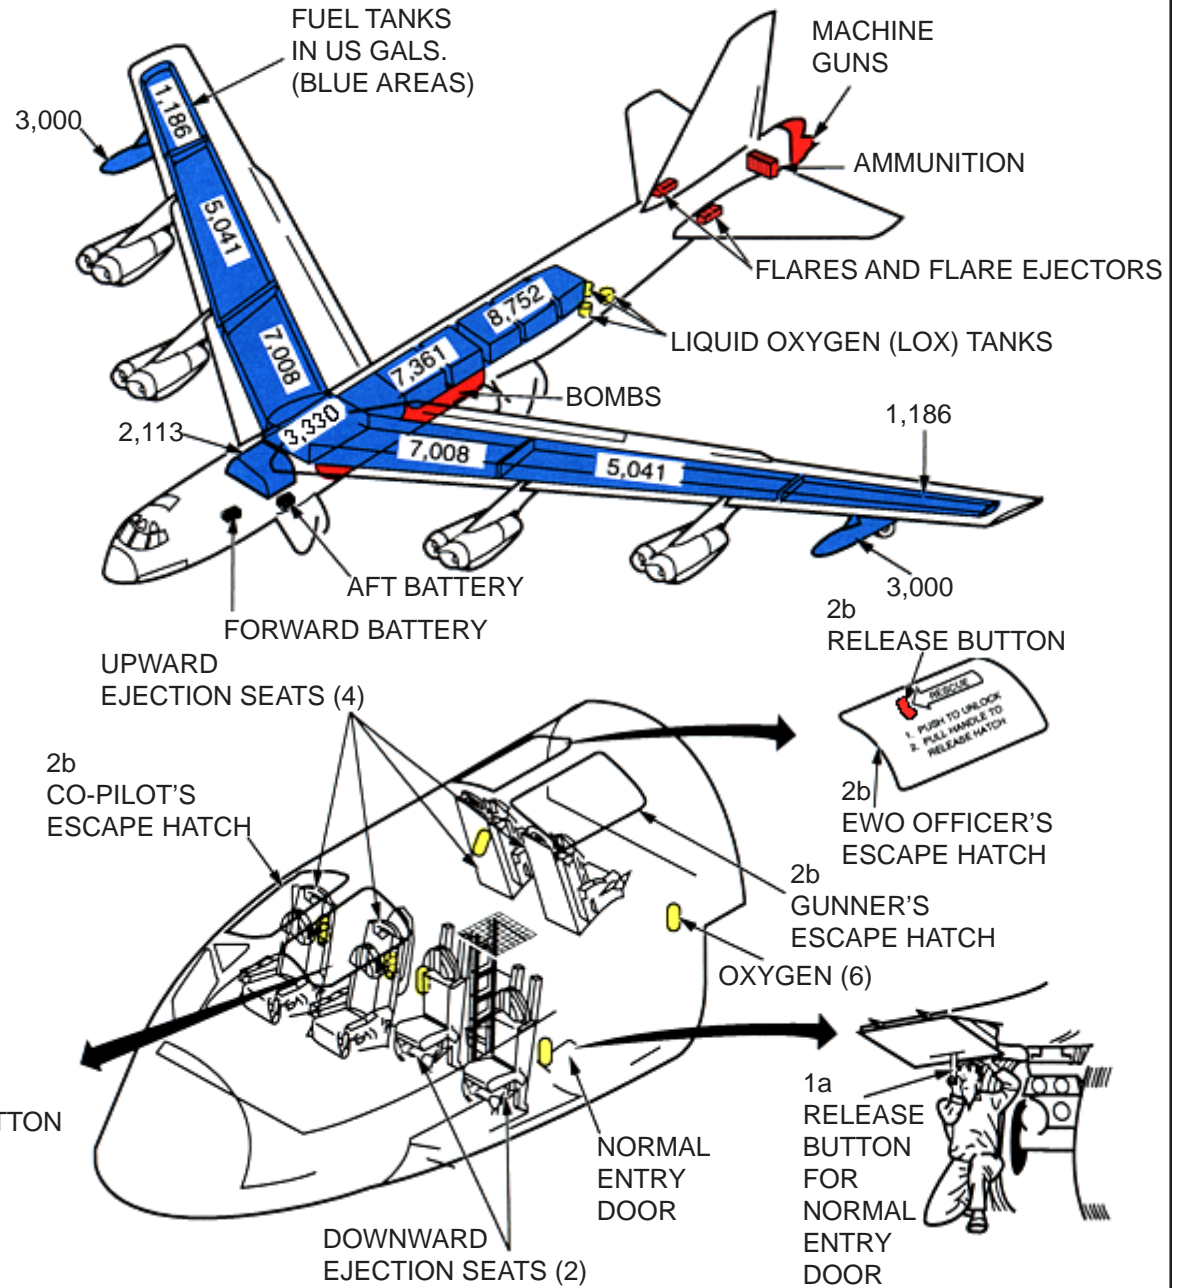 FUEL TANKS
IN US GALS.
(BLUE AREAS)
MACHINE
GUNS
3,000
1,186
AMMUNITION
5,041
FLARES AND FLARE EJECTORS
8,752
LIQUID OXYGEN (LOX) TANKS
7,008
7,361
BOMBS
2,113
3,330
1,186
7,008
5,041
AFT BATTERY
3,000
FORWARD BATTERY
2b
RELEASE BUTTON
UPWARD
EJECTION SEATS (4)
RESCUE
1. PUSH TO UNLOCK
2. PULL HANDLE TO
RELEASE HATCH
2b
CO-PILOT'S
ESCAPE HATCH
2b
EWO OFFICER'S
ESCAPE HATCH
2b
GUNNER'S
ESCAPE HATCH
OXYGEN (6)
TTON
NORMAL
ENTRY
DOOR
1a
RELEASE
BUTTON
FOR
NORMAL
ENTRY
DOOR
DOWNWARD
EJECTION SEATS (2)